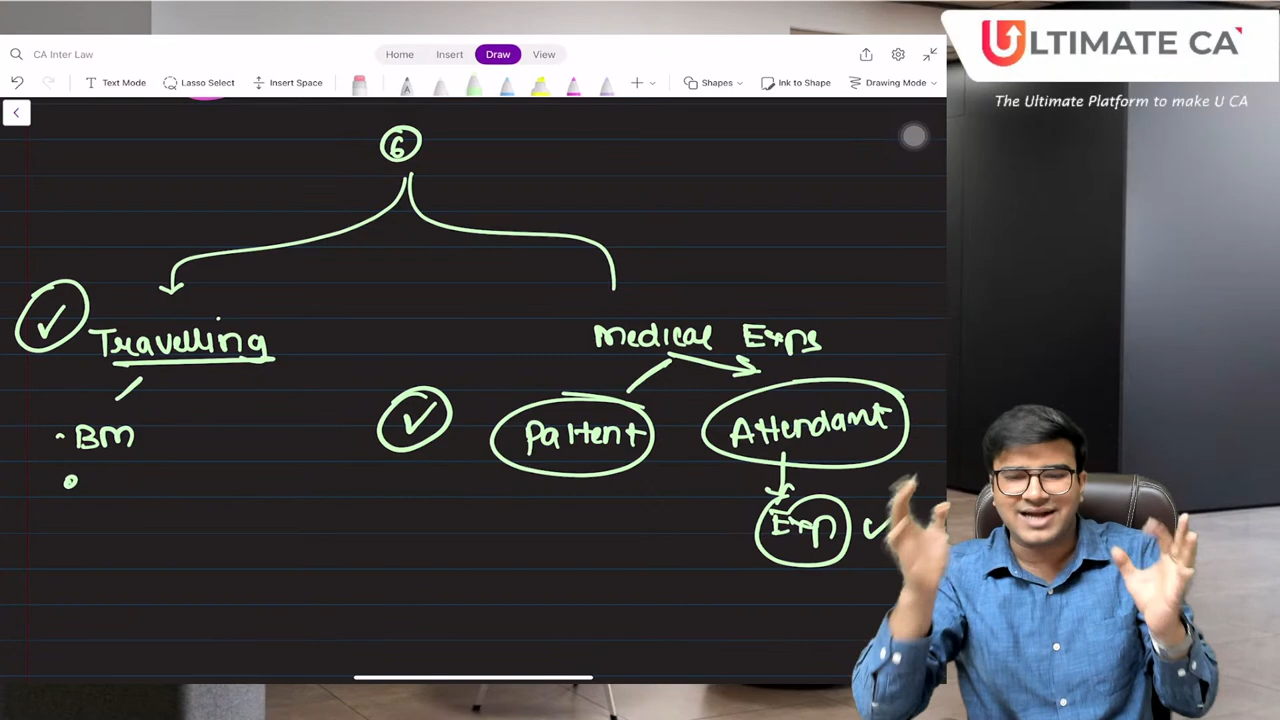 ULTIMATE CA
The Ultimate Platform to make U CA
CA Inter Law
Home Insert Draw View
Text Mode Lasso Select Insert Space Shapes Ink to Shape Drawing Mode
6
Travelling
Medical Exps
BM
Patient
Attendant
Exp